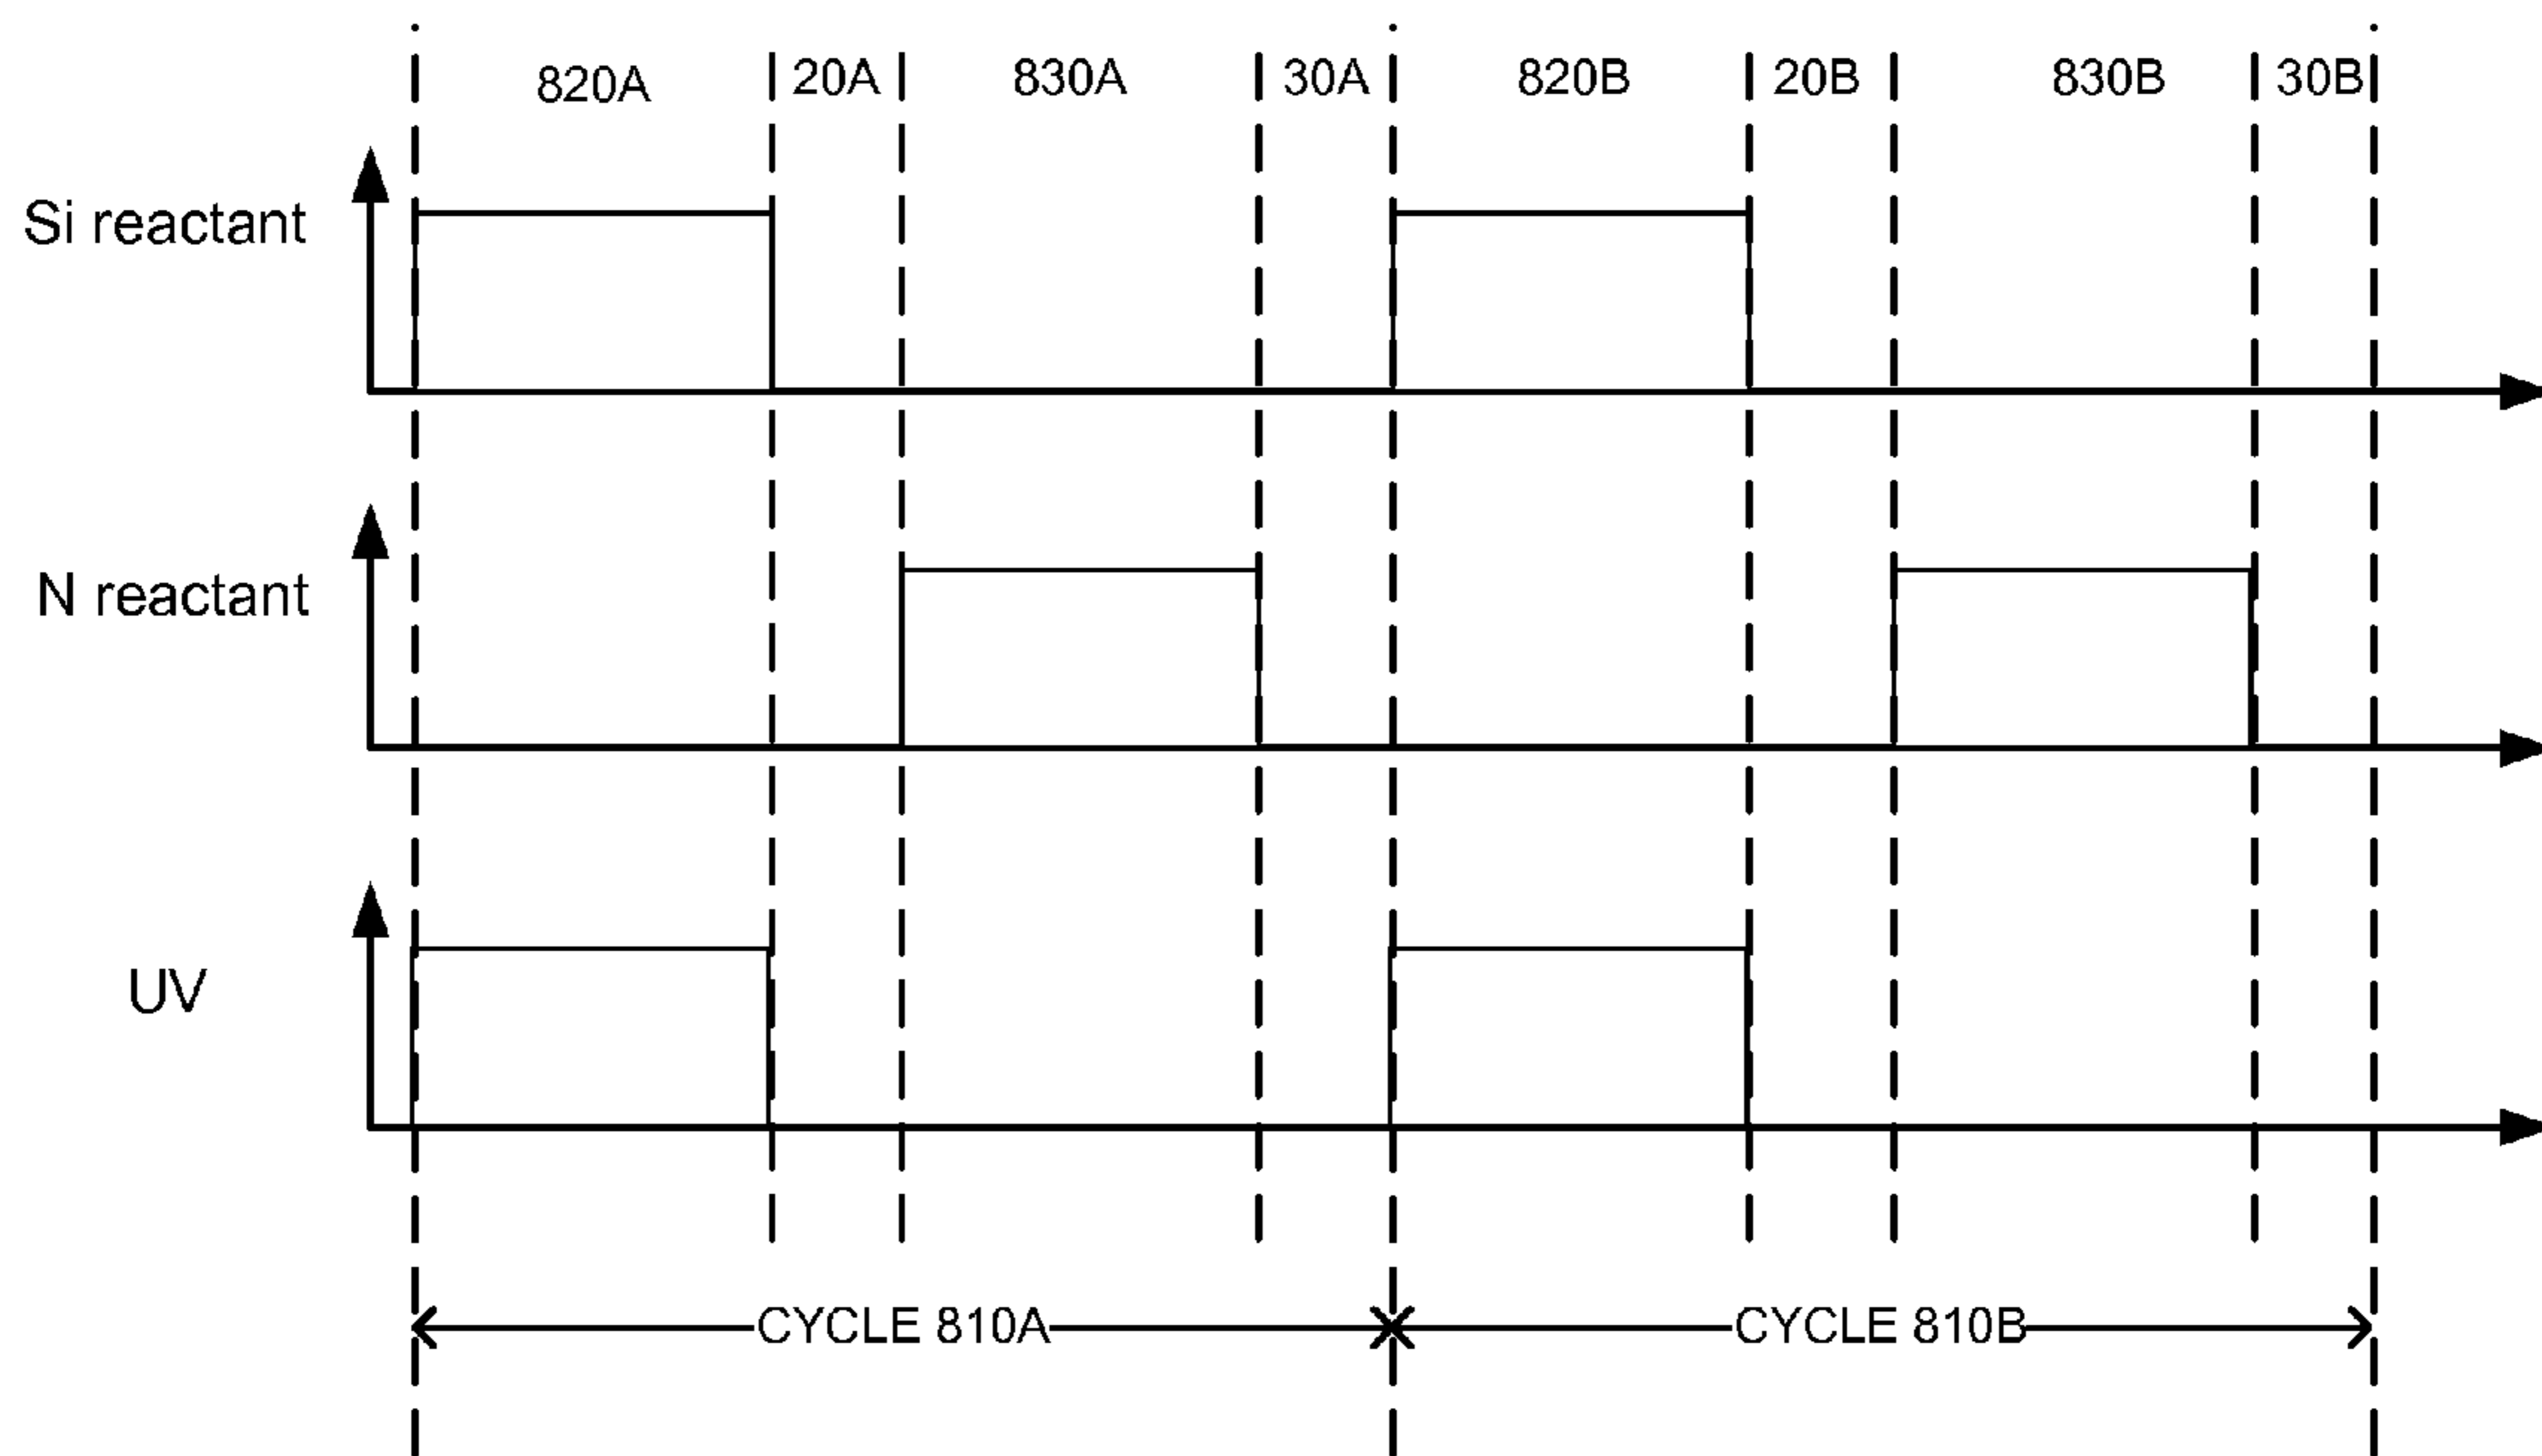 820A 20A 830A 30A 820B 20B 830B 30B
Si reactant
N reactant
UV
CYCLE 810A CYCLE 810B